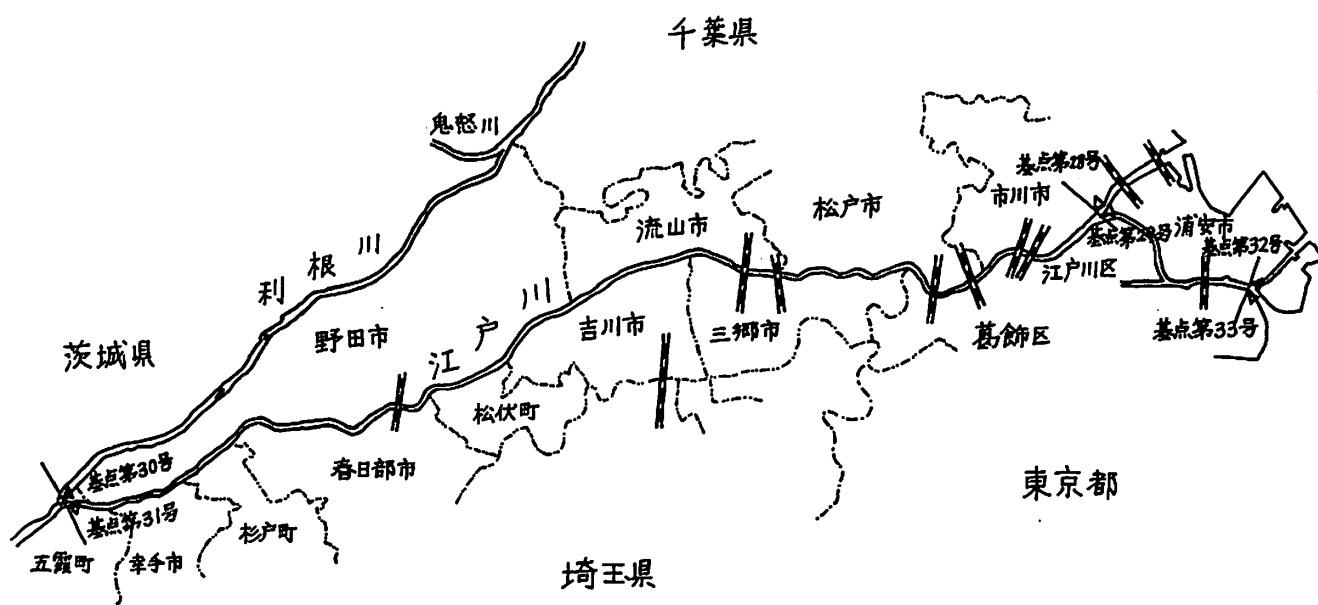 千葉県
鬼怒川
利根川
茨城県
野田市
江戸川
流山市
吉川市
三郷市
松戸市
市川市
基点第28号
基点第29号
浦安市
基点第32号
江戸川区
基点第33号
葛飾区
松伏町
春日部市
基点第30号
基点第31号
五霞町
幸手市
杉戸町
埼玉県
東京都